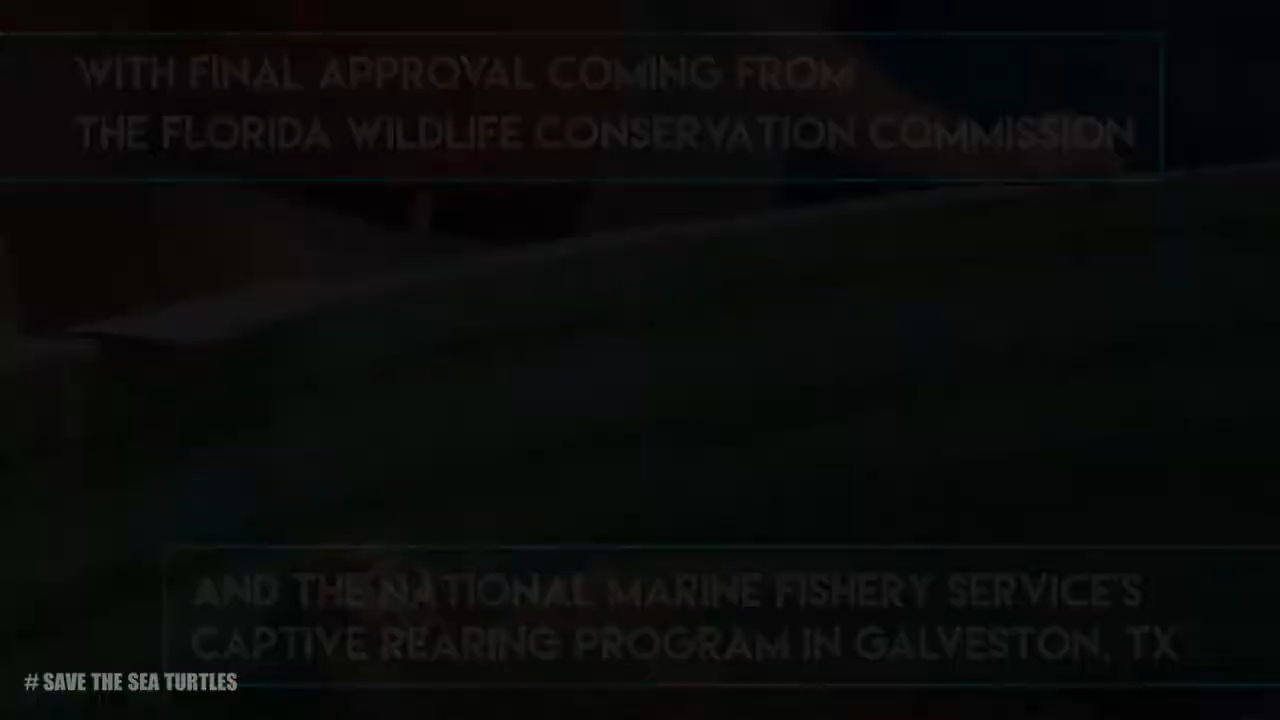 WITH FINAL APPROVAL COMING FROM
THE FLORIDA WILDLIFE CONSERVATION COMMISSION
AND THE NATIONAL MARINE FISHERY SERVICE'S
CAPTIVE REARING PROGRAM IN GALVESTON, TX
# SAVE THE SEA TURTLES